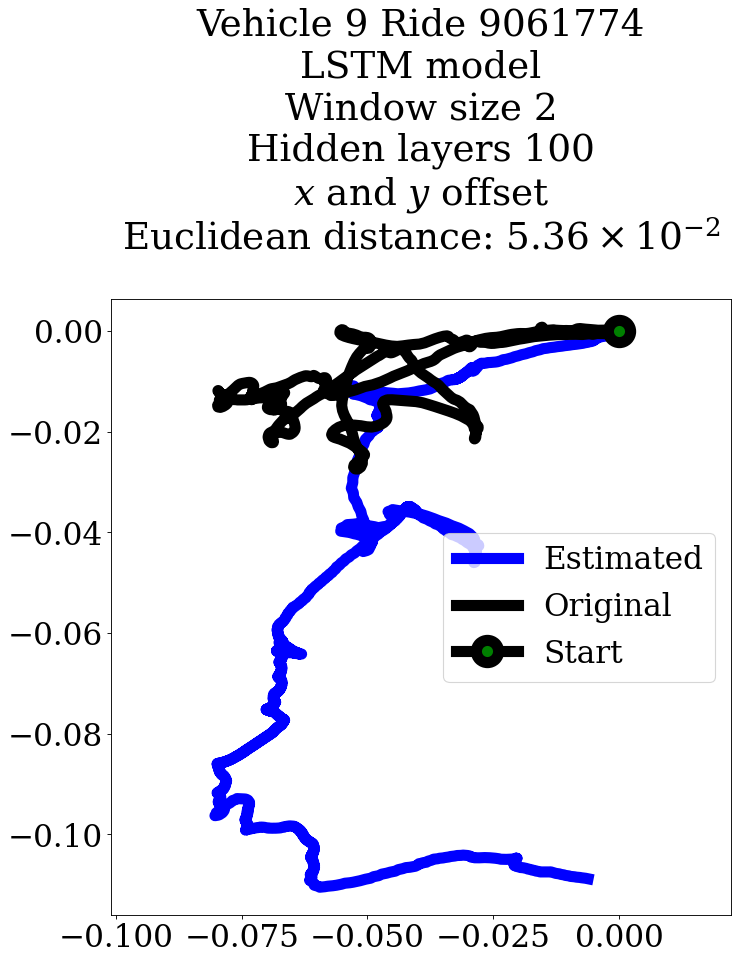 Vehicle 9 Ride 9061774
LSTM model
Window size 2
Hidden layers 100
x and y offset
Euclidean distance: 5.36 × 10⁻²
0.00
−0.02
−0.04
−0.06
−0.08
−0.10
Estimated
Original
Start
−0.100 −0.075 −0.050 −0.025 0.000